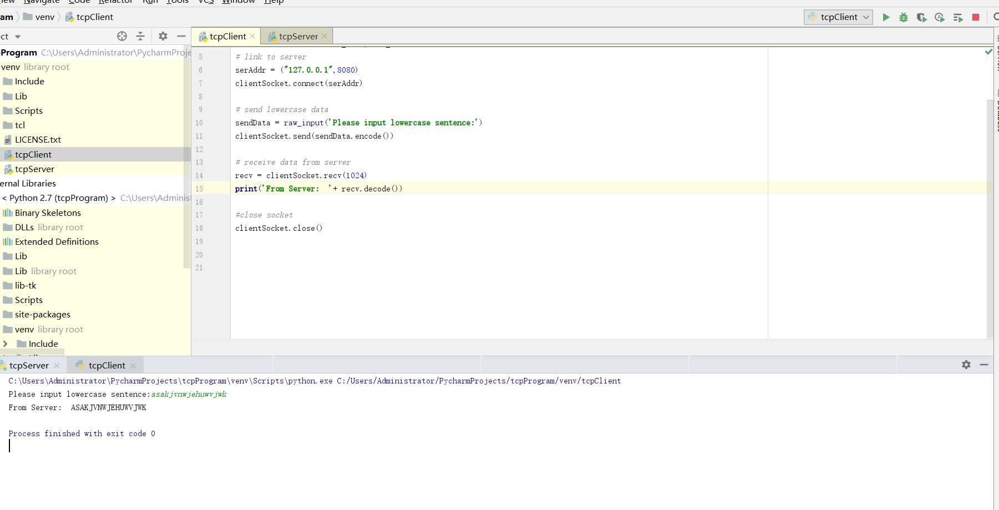 View Navigate Code Refactor Run Tools VCS Window Help
am venv tcpClient
tcpClient
ct
tcpClient
tcpServer
Program C:\Users\Administrator\PycharmProje
venv library root
Include
Lib
Scripts
tcl
LICENSE.txt
tcpClient
tcpServer
ernal Libraries
< Python 2.7 (tcpProgram) > C:\Users\Adminis
Binary Skeletons
DLLs library root
Extended Definitions
Lib
Lib library root
lib-tk
Scripts
site-packages
venv library root
Include
5 # link to server
6 serAddr = ("127.0.0.1",8080)
7 clientSocket.connect(serAddr)
8
9 # send lowercase data
10 sendData = raw_input('Please input lowercase sentence:')
11 clientSocket.send(sendData.encode())
12
13 # receive data from server
14 recv = clientSocket.recv(1024)
15 print('From Server:  '+ recv.decode())
16
17 #close socket
18 clientSocket.close()
19
20
21
tcpServer
tcpClient
C:\Users\Administrator\PycharmProjects\tcpProgram\venv\Scripts\python.exe C:/Users/Administrator/PycharmProjects/tcpProgram/venv/tcpClient
Please input lowercase sentence:asakjvnwjehuwvjwk
From Server:  ASAKJVNWJEHUWVJWK
Process finished with exit code 0